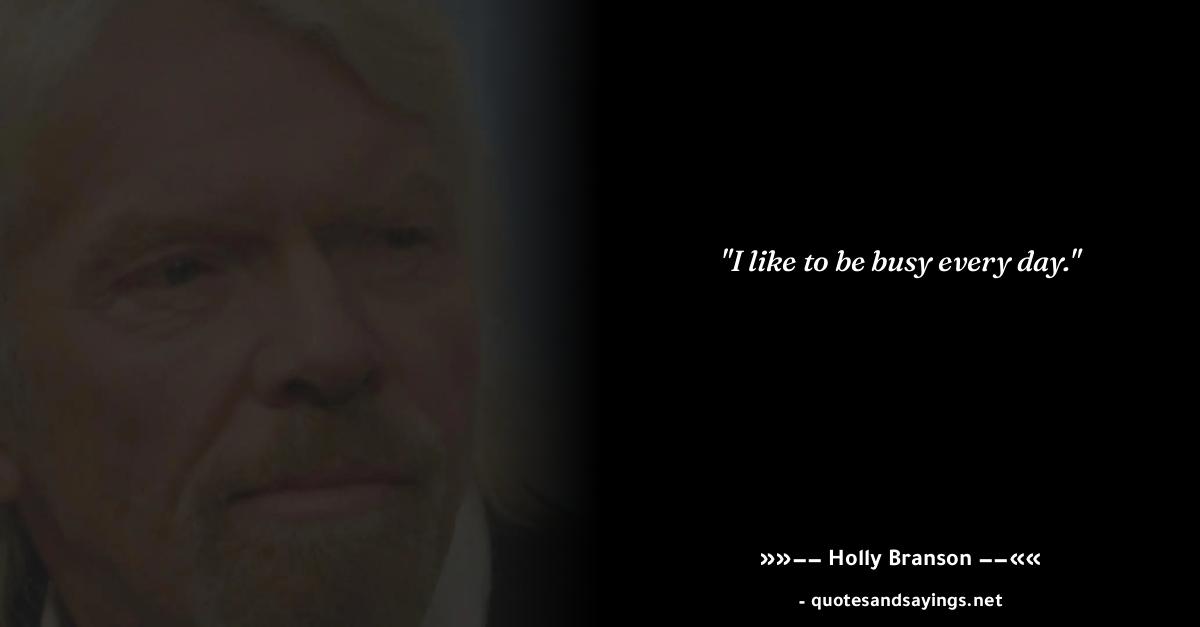 "I like to be busy every day."
»»–– Holly Branson ––««
- quotesandsayings.net